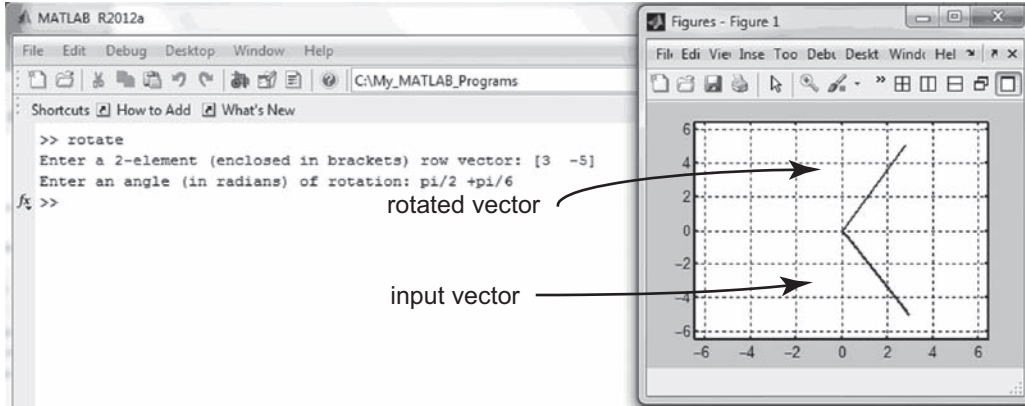 MATLAB R2012a
File Edit Debug Desktop Window Help
C:\My_MATLAB_Programs
Shortcuts How to Add What's New
>> rotate
Enter a 2-element (enclosed in brackets) row vector: [3 -5]
Enter an angle (in radians) of rotation: pi/2 +pi/6
fx >>
rotated vector
input vector
Figures - Figure 1
File Edi Vie Inse Too Debu Deskt Windo Hel
6
4
2
0
-2
-4
-6
-6 -4 -2 0 2 4 6